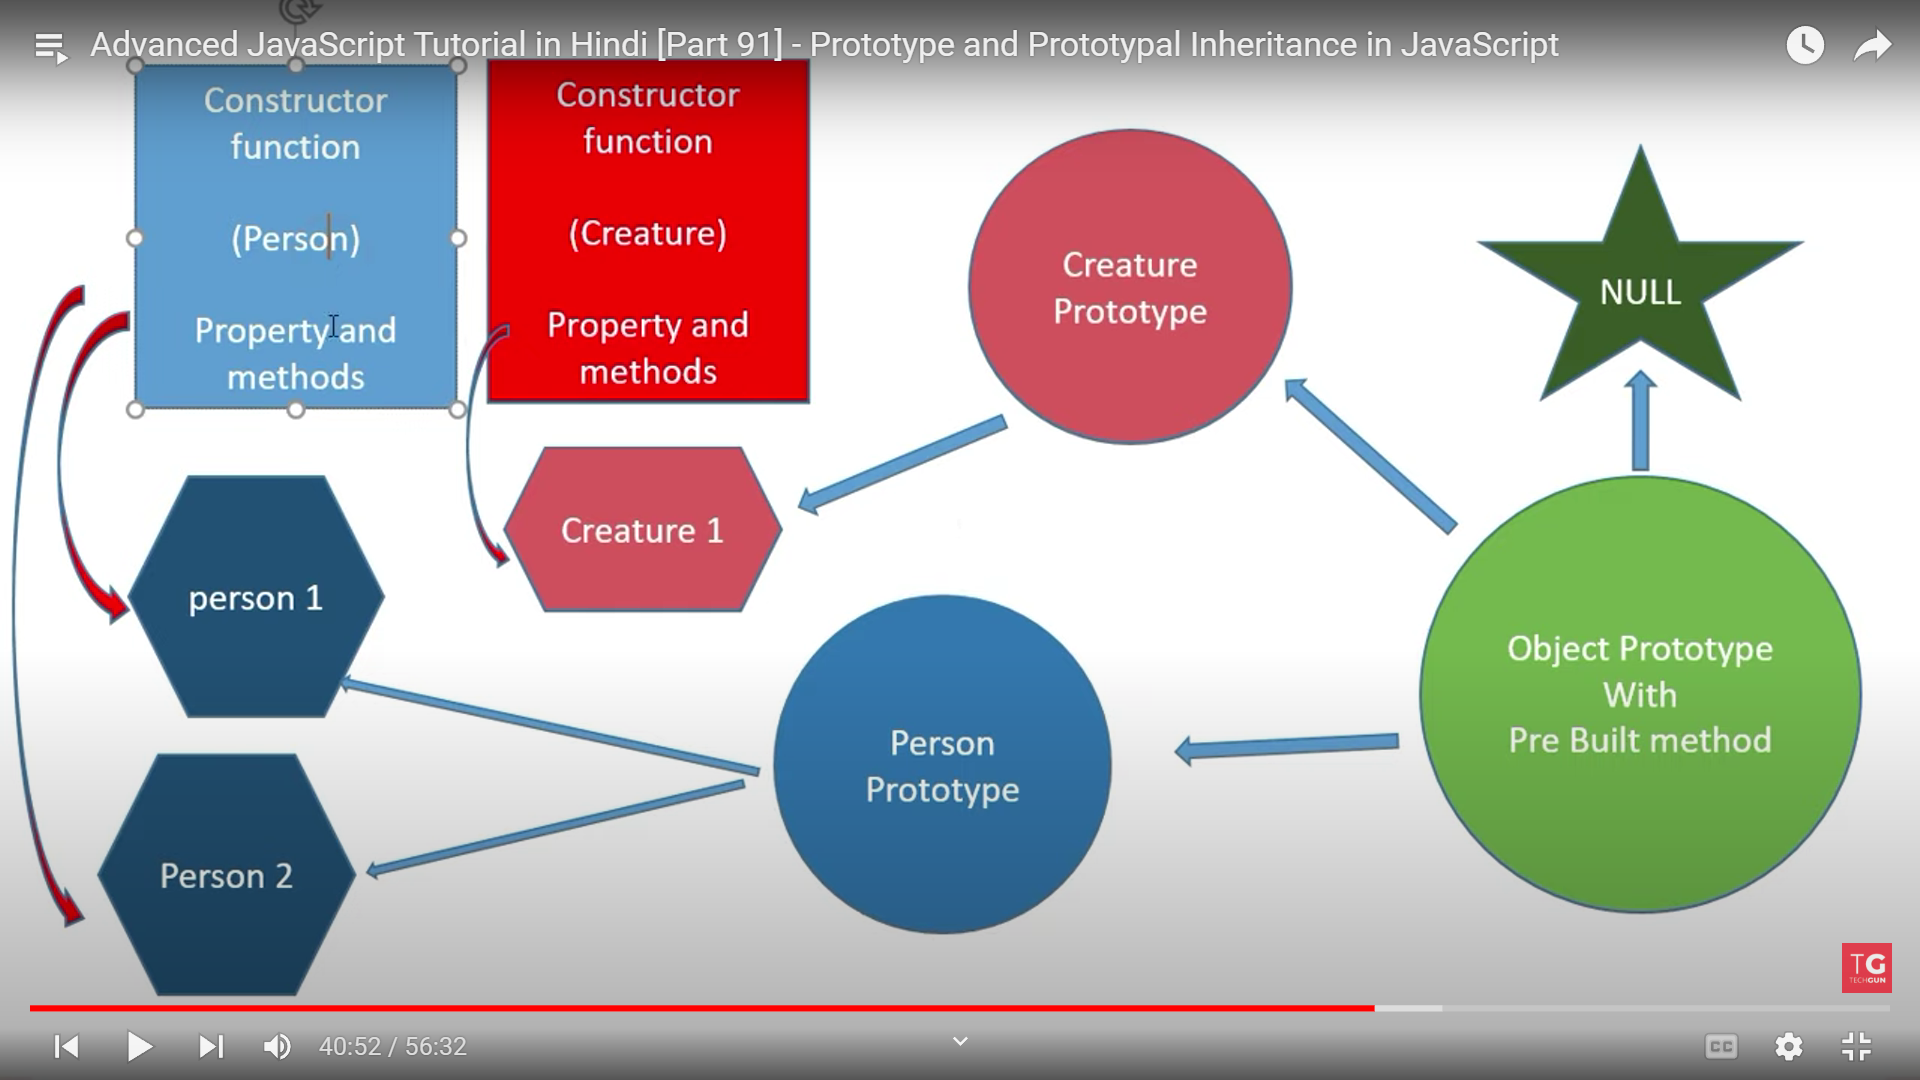 Advanced JavaScript Tutorial in Hindi [Part 91] - Prototype and Prototypal Inheritance in JavaScript
Constructor
function
(Person)
Property and
methods
Constructor
function
(Creature)
Property and
methods
Creature
Prototype
NULL
Creature 1
person 1
Person
Prototype
Object Prototype
With
Pre Built method
Person 2
TG
TECHGUN
40:52 / 56:32
CC